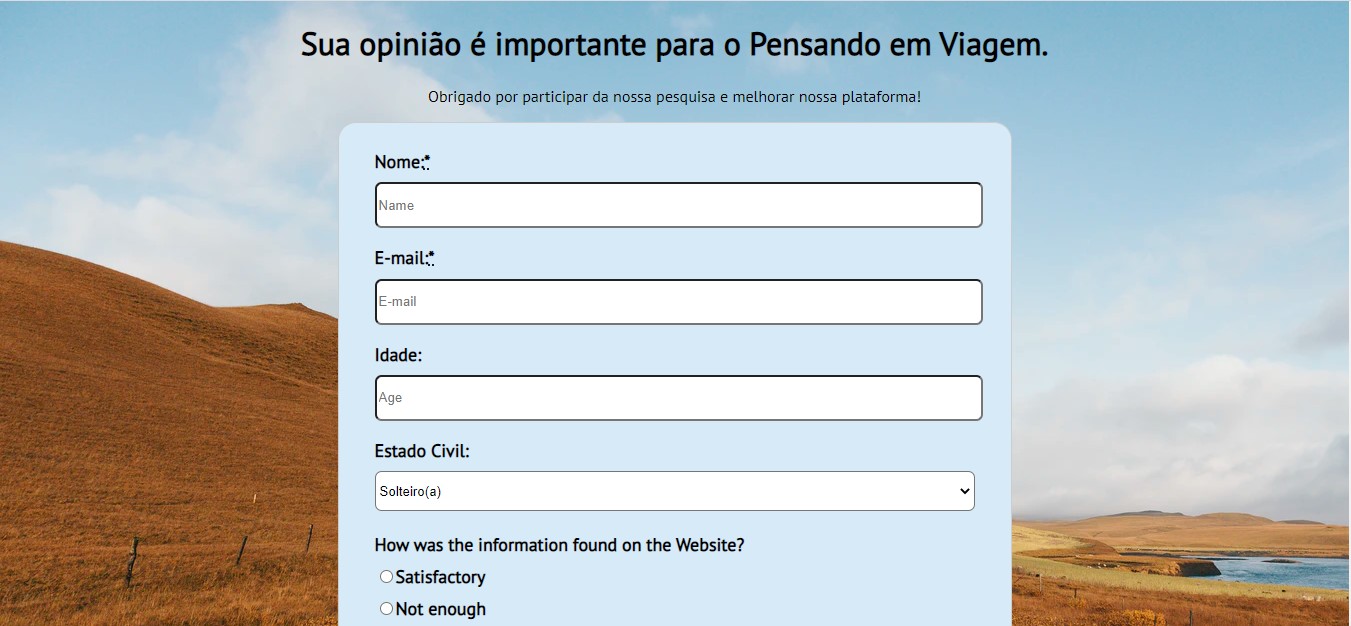 Sua opinião é importante para o Pensando em Viagem.
Obrigado por participar da nossa pesquisa e melhorar nossa plataforma!
Nome:*
Name
E-mail:*
E-mail
Idade:
Age
Estado Civil:
Solteiro(a)
How was the information found on the Website?
Satisfactory
Not enough